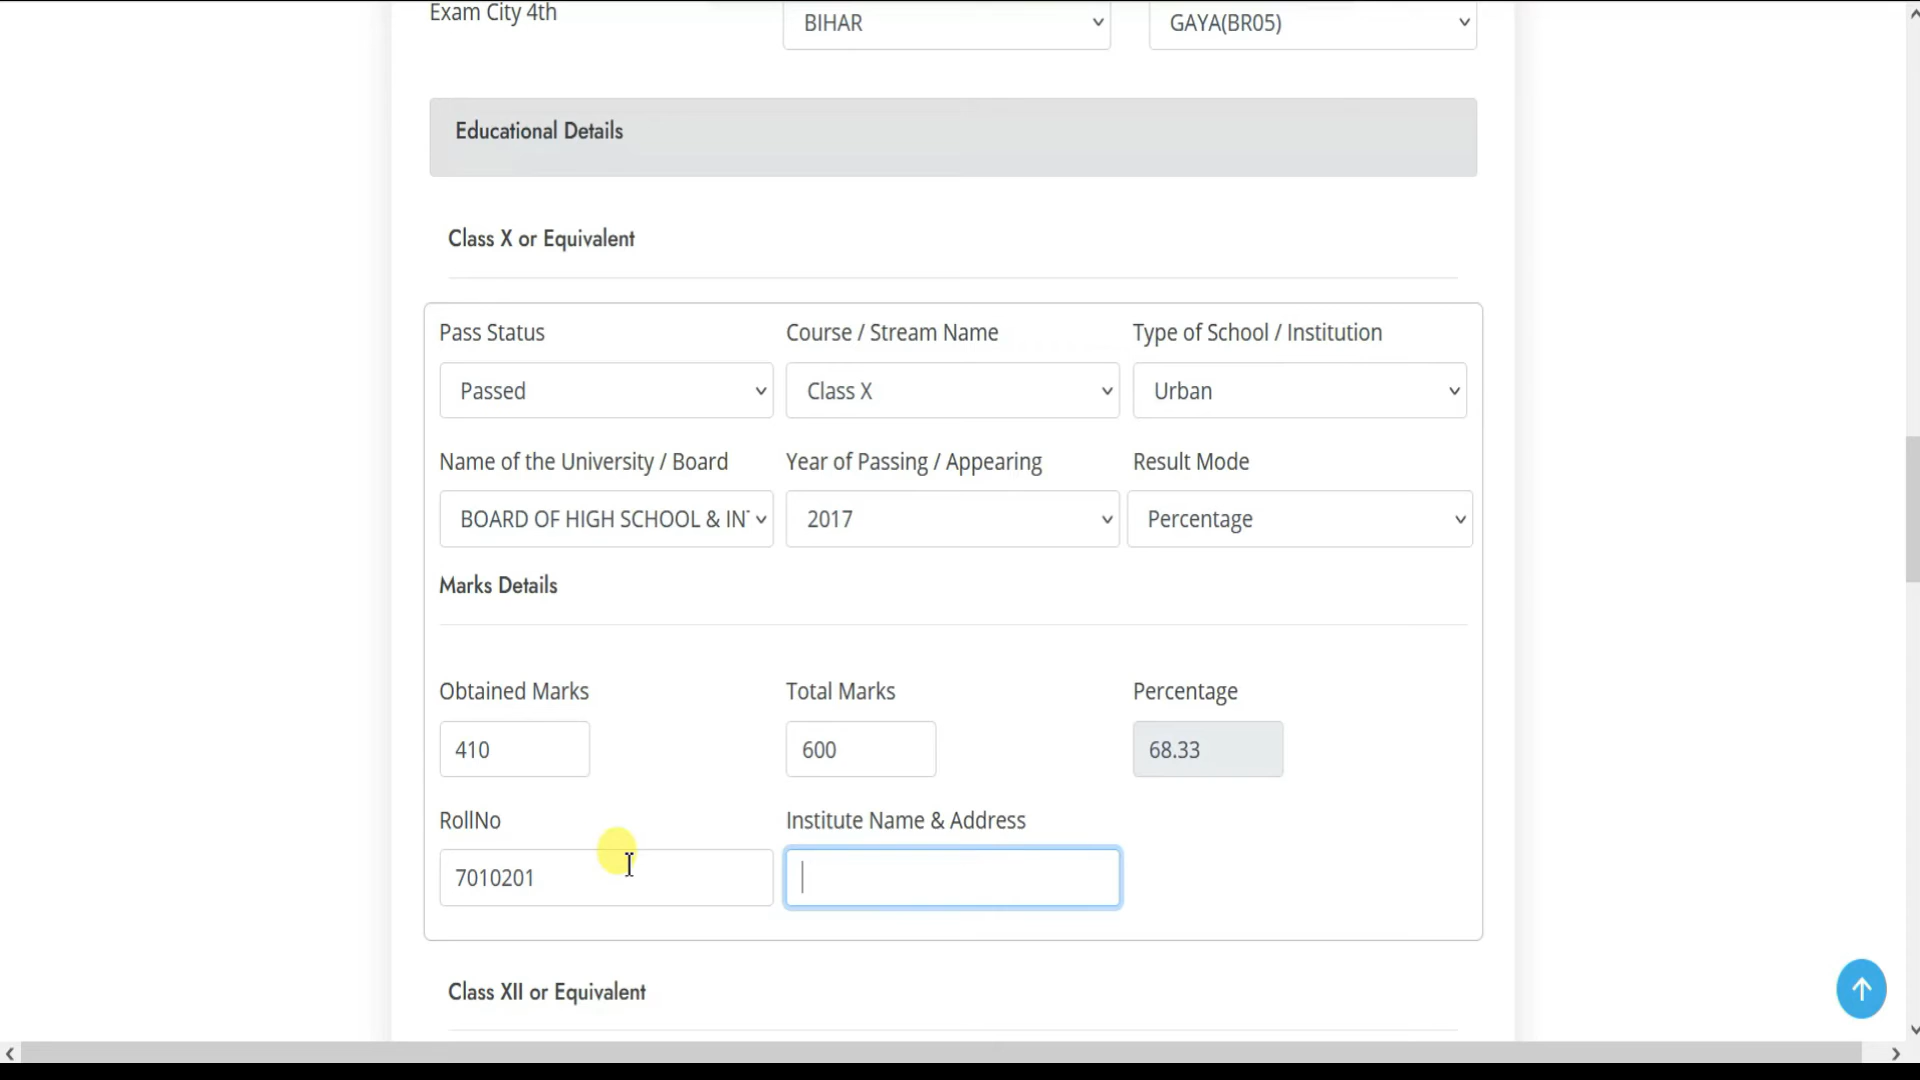 Exam City 4th
BIHAR
GAYA(BR05)
Educational Details
Class X or Equivalent
Pass Status
Course / Stream Name
Type of School / Institution
Passed
Class X
Urban
Name of the University / Board
Year of Passing / Appearing
Result Mode
BOARD OF HIGH SCHOOL & IN
2017
Percentage
Marks Details
Obtained Marks
Total Marks
Percentage
410
600
68.33
RollNo
Institute Name & Address
7010201
Class XII or Equivalent